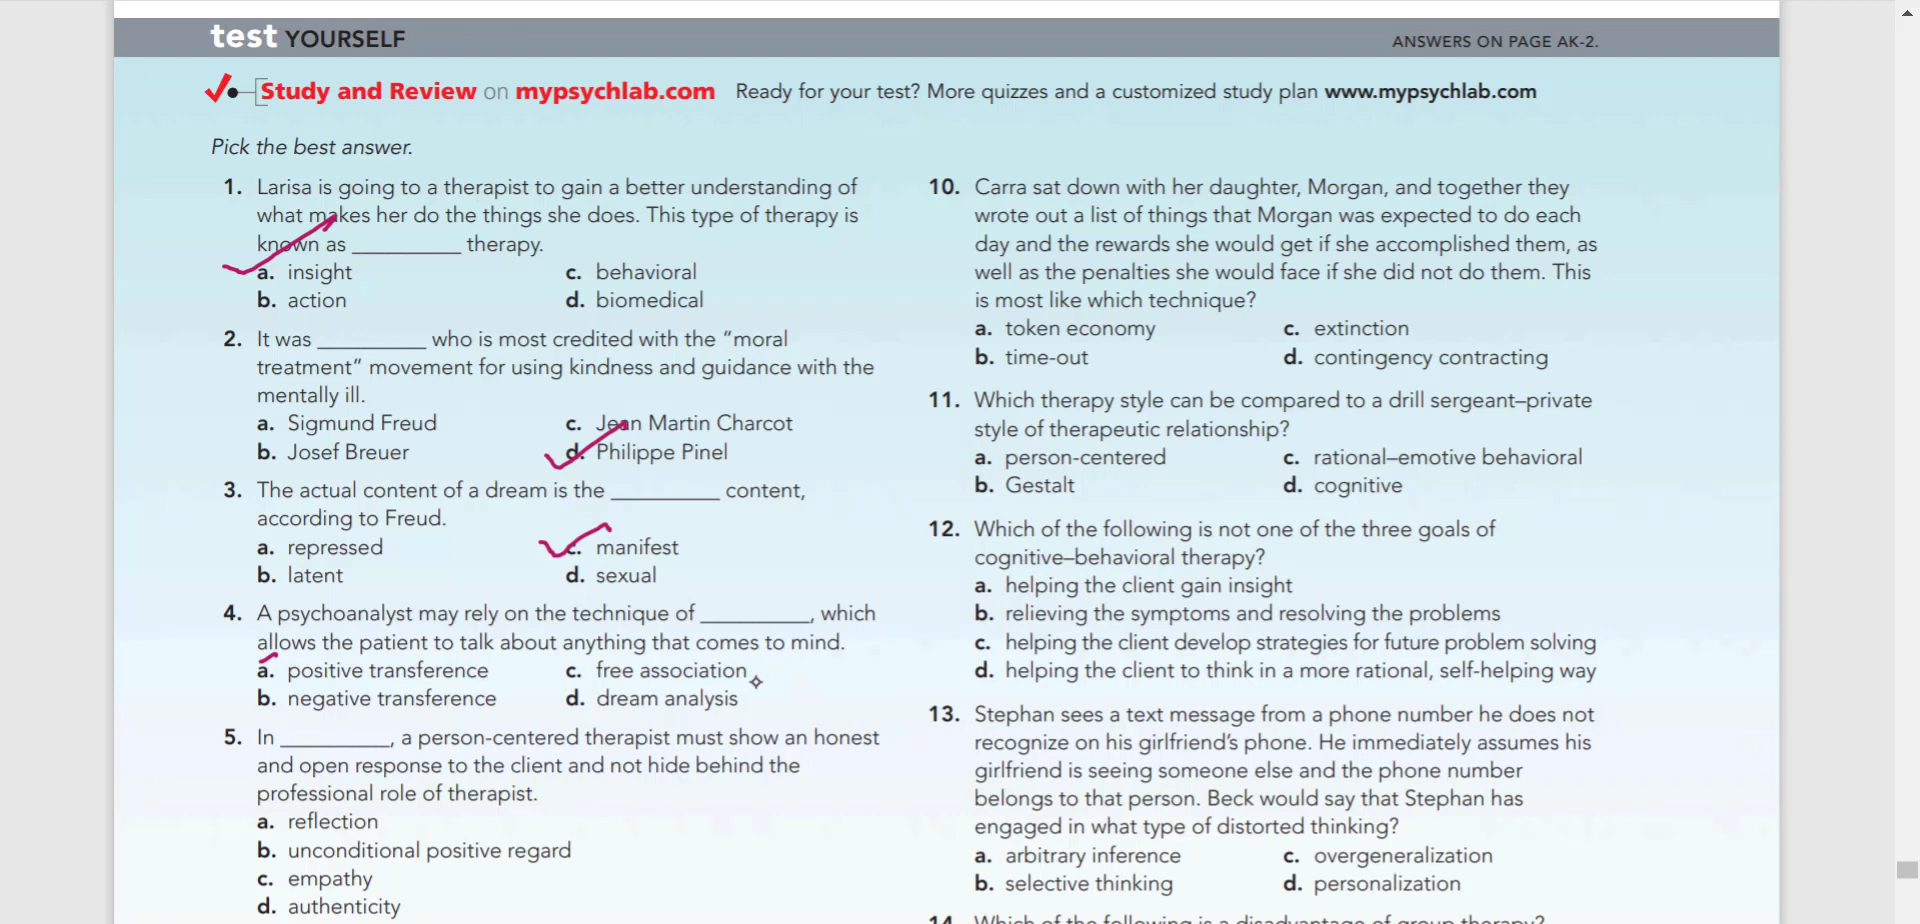 test YOURSELF
ANSWERS ON PAGE AK-2.
Study and Review on mypsychlab.com Ready for your test? More quizzes and a customized study plan www.mypsychlab.com
Pick the best answer.
1. Larisa is going to a therapist to gain a better understanding of
what makes her do the things she does. This type of therapy is
known as __________ therapy.
a. insight c. behavioral
b. action d. biomedical
2. It was __________ who is most credited with the “moral
treatment” movement for using kindness and guidance with the
mentally ill.
a. Sigmund Freud c. Jean Martin Charcot
b. Josef Breuer d. Philippe Pinel
3. The actual content of a dream is the __________ content,
according to Freud.
a. repressed c. manifest
b. latent d. sexual
4. A psychoanalyst may rely on the technique of __________, which
allows the patient to talk about anything that comes to mind.
a. positive transference c. free association
b. negative transference d. dream analysis
5. In __________, a person-centered therapist must show an honest
and open response to the client and not hide behind the
professional role of therapist.
a. reflection
b. unconditional positive regard
c. empathy
d. authenticity
10. Carra sat down with her daughter, Morgan, and together they
wrote out a list of things that Morgan was expected to do each
day and the rewards she would get if she accomplished them, as
well as the penalties she would face if she did not do them. This
is most like which technique?
a. token economy c. extinction
b. time-out d. contingency contracting
11. Which therapy style can be compared to a drill sergeant–private
style of therapeutic relationship?
a. person-centered c. rational–emotive behavioral
b. Gestalt d. cognitive
12. Which of the following is not one of the three goals of
cognitive–behavioral therapy?
a. helping the client gain insight
b. relieving the symptoms and resolving the problems
c. helping the client develop strategies for future problem solving
d. helping the client to think in a more rational, self-helping way
13. Stephan sees a text message from a phone number he does not
recognize on his girlfriend’s phone. He immediately assumes his
girlfriend is seeing someone else and the phone number
belongs to that person. Beck would say that Stephan has
engaged in what type of distorted thinking?
a. arbitrary inference c. overgeneralization
b. selective thinking d. personalization
14. Which of the following is a disadvantage of group therapy?